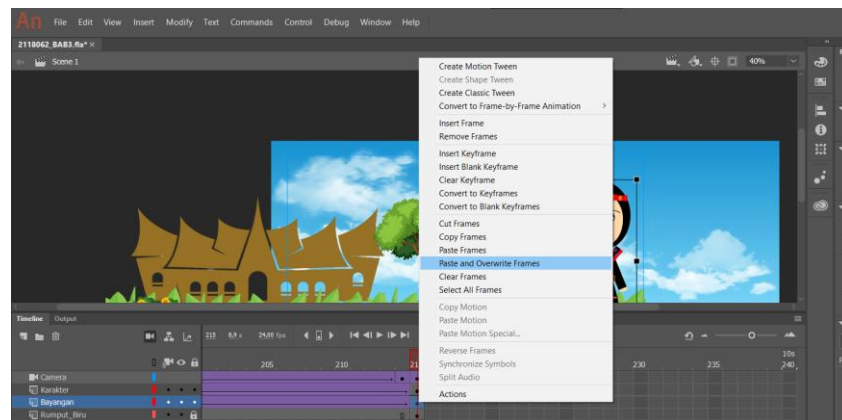 An File Edit View Insert Modify Text Commands Control Debug Window Help
2118062_BAB3.fla* ×
Scene 1
40%
Create Motion Tween
Create Shape Tween
Create Classic Tween
Convert to Frame-by-Frame Animation >
Insert Frame
Remove Frames
Insert Keyframe
Insert Blank Keyframe
Clear Keyframe
Convert to Keyframes
Convert to Blank Keyframes
Cut Frames
Copy Frames
Paste Frames
Paste and Overwrite Frames
Clear Frames
Select All Frames
Copy Motion
Paste Motion
Paste Motion Special...
Reverse Frames
Synchronize Symbols
Split Audio
Actions
Timeline Output
215 8,9 s 24,00 fps
10s
205 210 21 230 235 240
Camera
Karakter
Bayangan
Rumput_Biru